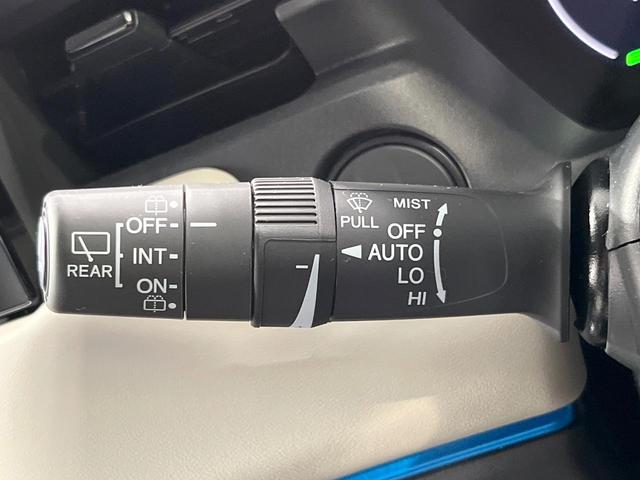 OFF
INT
ON
REAR
MIST
PULL
OFF
AUTO
LO
HI